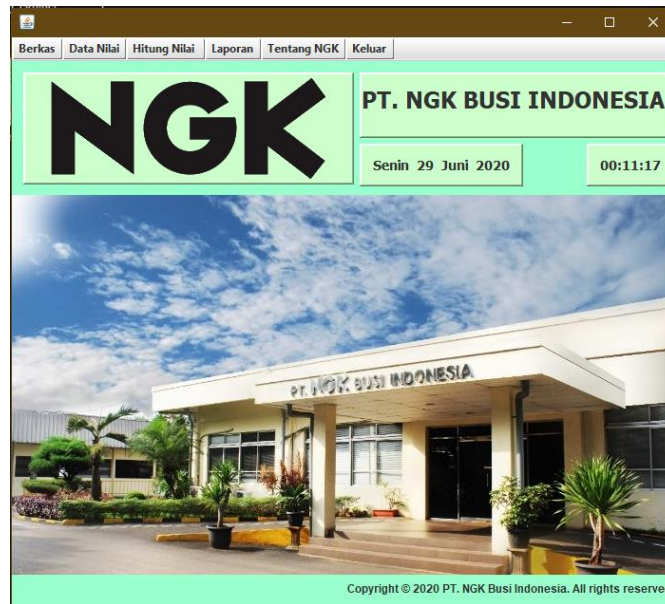 Berkas Data Nilai Hitung Nilai Laporan Tentang NGK Keluar
NGK
PT. NGK BUSI INDONESIA
Senin 29 Juni 2020
00:11:17
PT. NGK BUSI INDONESIA
Copyright © 2020 PT. NGK Busi Indonesia. All rights reserve